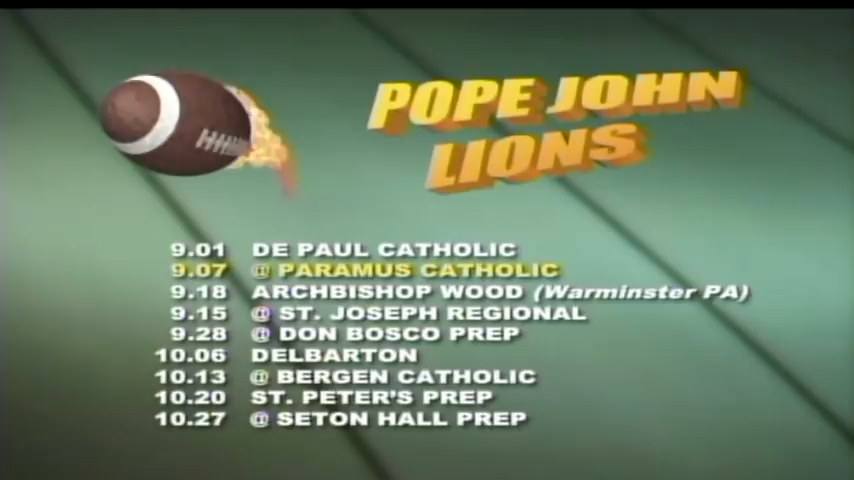 POPE JOHN
LIONS
9.01 DE PAUL CATHOLIC
9.07 @ PARAMUS CATHOLIC
9.18 ARCHBISHOP WOOD (Warminster PA)
9.15 @ ST. JOSEPH REGIONAL
9.28 @ DON BOSCO PREP
10.06 DELBARTON
10.13 @ BERGEN CATHOLIC
10.20 ST. PETER'S PREP
10.27 @ SETON HALL PREP